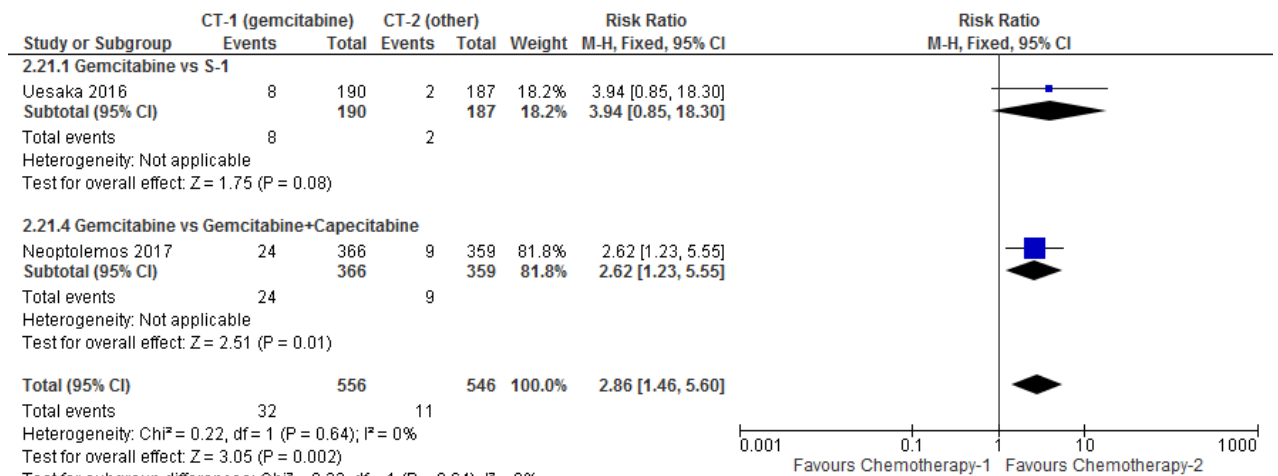 CT-1 (gemcitabine) CT-2 (other) Risk Ratio Risk Ratio
Study or Subgroup Events Total Events Total Weight M-H, Fixed, 95% CI M-H, Fixed, 95% CI
2.21.1 Gemcitabine vs S-1
Uesaka 2016 8 190 2 187 18.2% 3.94 [0.85, 18.30]
Subtotal (95% CI) 190 187 18.2% 3.94 [0.85, 18.30]
Total events 8 2
Heterogeneity: Not applicable
Test for overall effect: Z = 1.75 (P = 0.08)
2.21.4 Gemcitabine vs Gemcitabine+Capecitabine
Neoptolemos 2017 24 366 9 359 81.8% 2.62 [1.23, 5.55]
Subtotal (95% CI) 366 359 81.8% 2.62 [1.23, 5.55]
Total events 24 9
Heterogeneity: Not applicable
Test for overall effect: Z = 2.51 (P = 0.01)
Total (95% CI) 556 546 100.0% 2.86 [1.46, 5.60]
Total events 32 11
Heterogeneity: Chi² = 0.22, df = 1 (P = 0.64); I² = 0%
Test for overall effect: Z = 3.05 (P = 0.002)
0.001 0.1 1 10 1000
Favours Chemotherapy-1 Favours Chemotherapy-2